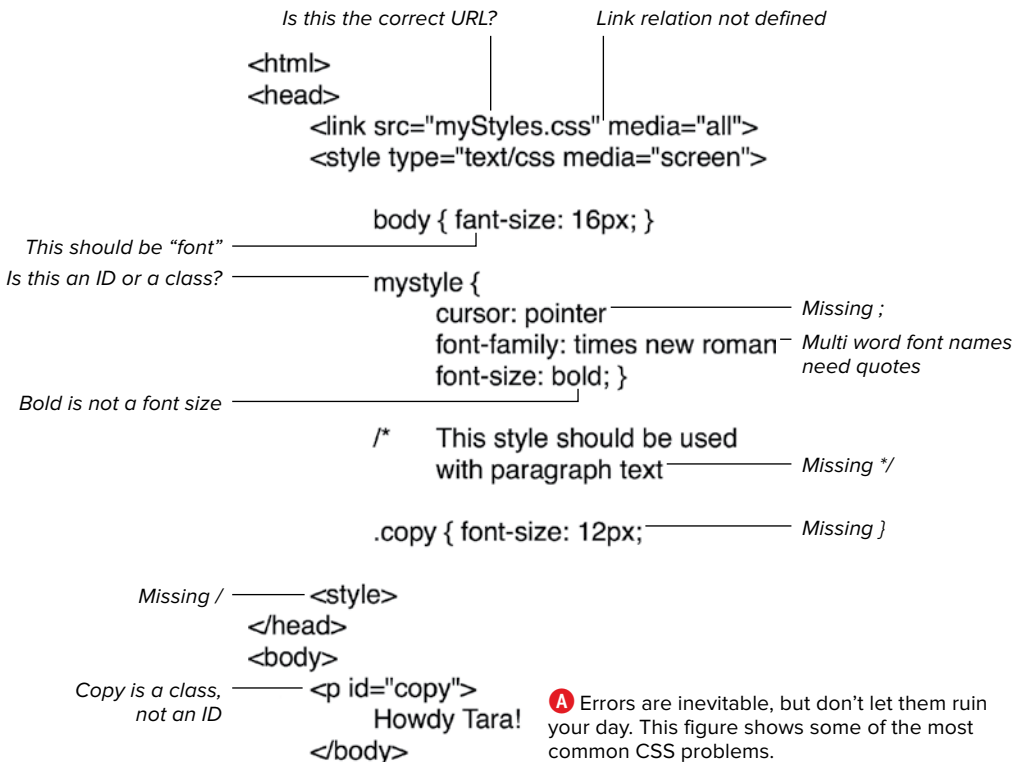 Is this the correct URL?
Link relation not defined
<html>
<head>
<link src="myStyles.css" media="all">
<style type="text/css media="screen">
body { fant-size: 16px; }
This should be “font”
Is this an ID or a class?
mystyle {
cursor: pointer
Missing ;
font-family: times new roman
Multi word font names
need quotes
font-size: bold; }
Bold is not a font size
/* This style should be used
with paragraph text
Missing */
.copy { font-size: 12px;
Missing }
Missing /
<style>
</head>
<body>
Copy is a class,
not an ID
<p id="copy">
Howdy Tara!
</body>
A Errors are inevitable, but don’t let them ruin
your day. This figure shows some of the most
common CSS problems.